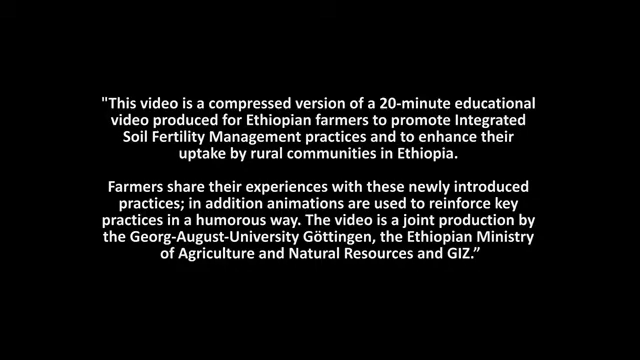 "This video is a compressed version of a 20-minute educational
video produced for Ethiopian farmers to promote Integrated
Soil Fertility Management practices and to enhance their
uptake by rural communities in Ethiopia.
Farmers share their experiences with these newly introduced
practices; in addition animations are used to reinforce key
practices in a humorous way. The video is a joint production by
the Georg-August-University Göttingen, the Ethiopian Ministry
of Agriculture and Natural Resources and GIZ.”